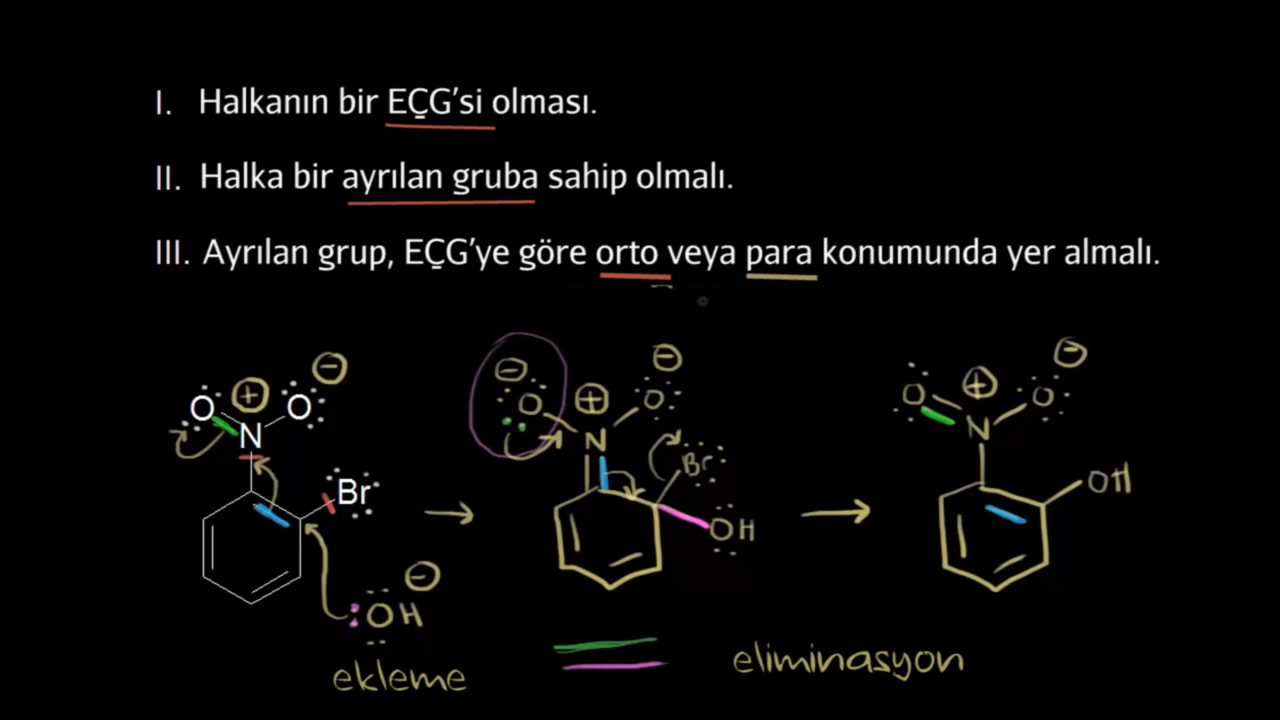 I. Halkanın bir EÇG'si olması.
II. Halka bir ayrılan gruba sahip olmalı.
III. Ayrılan grup, EÇG'ye göre orto veya para konumunda yer almalı.
O N O Br
⊕ ⊖
:OH ⊖
⊖ O ⊕ N O ⊖
Br
OH
O ⊕ N O ⊖
OH
ekleme
eliminasyon